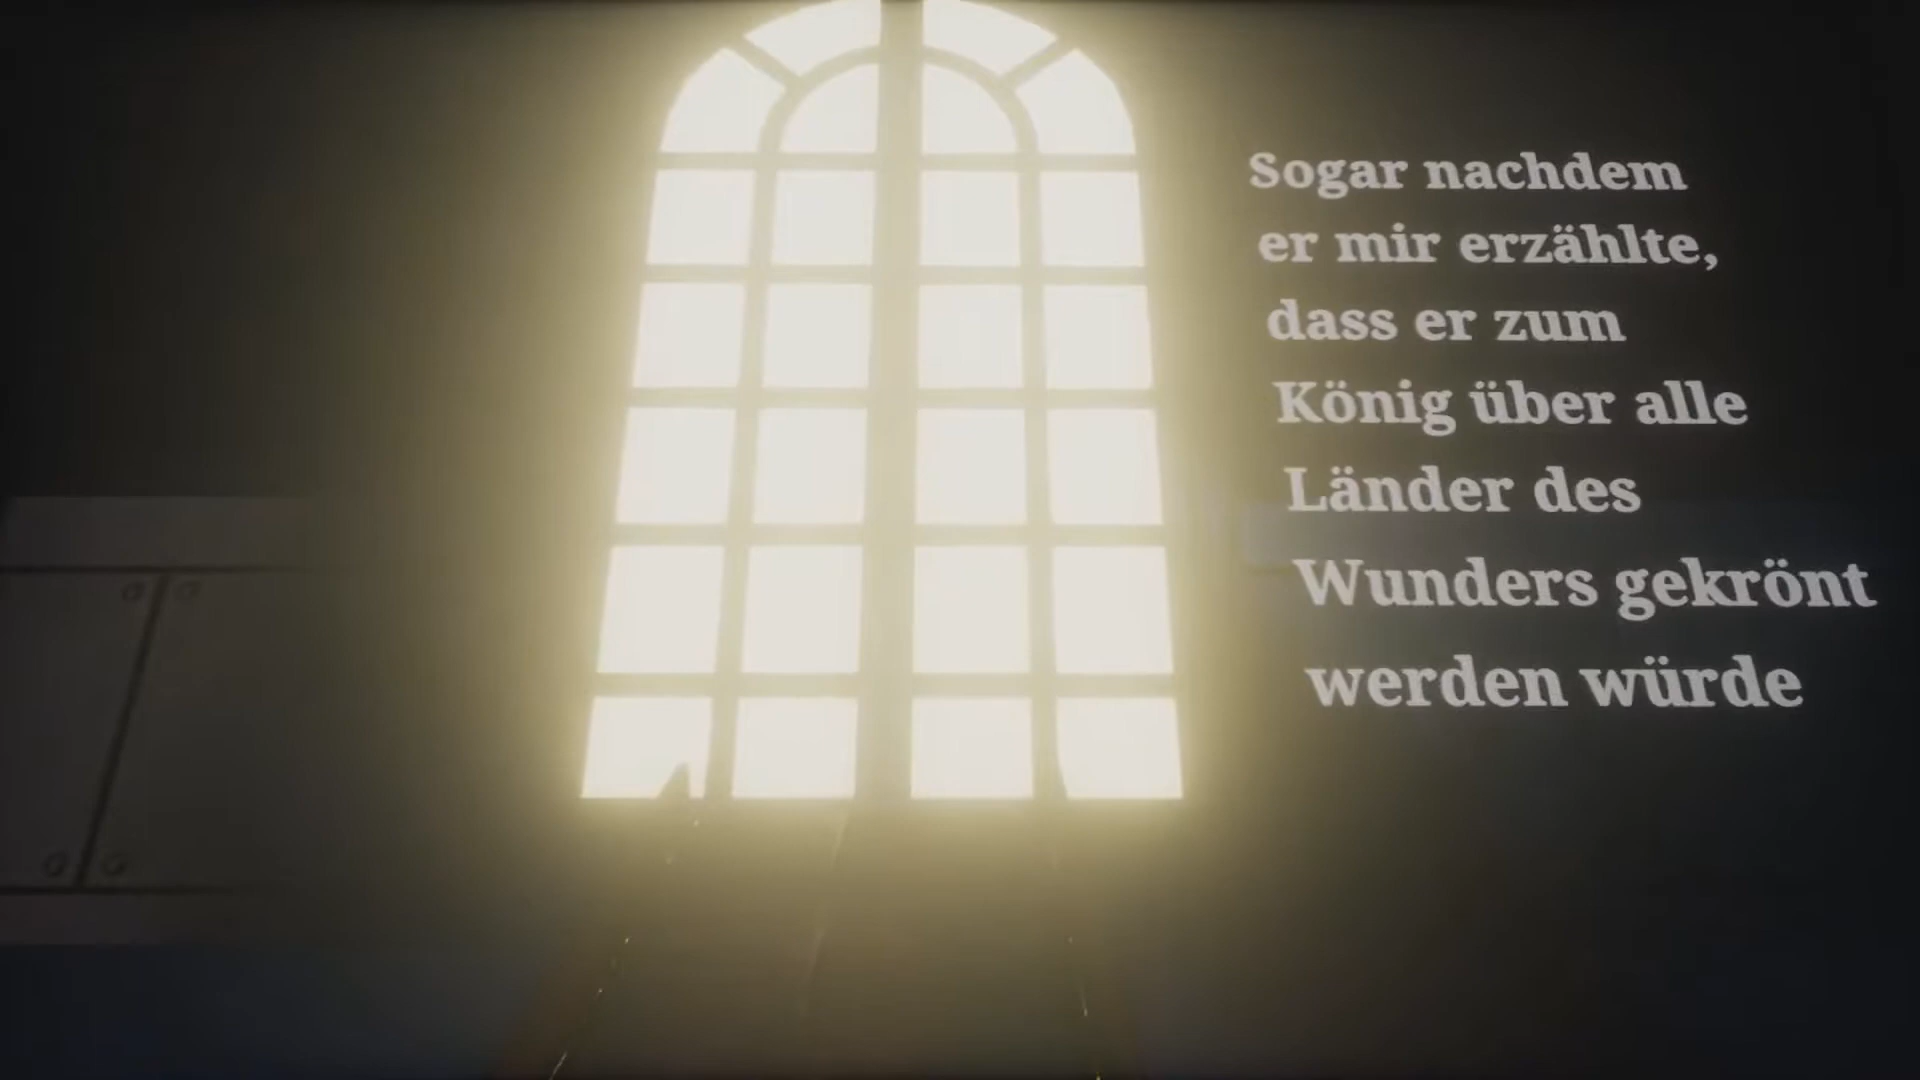 Sogar nachdem
er mir erzählte,
dass er zum
König über alle
Länder des
Wunders gekrönt
werden würde